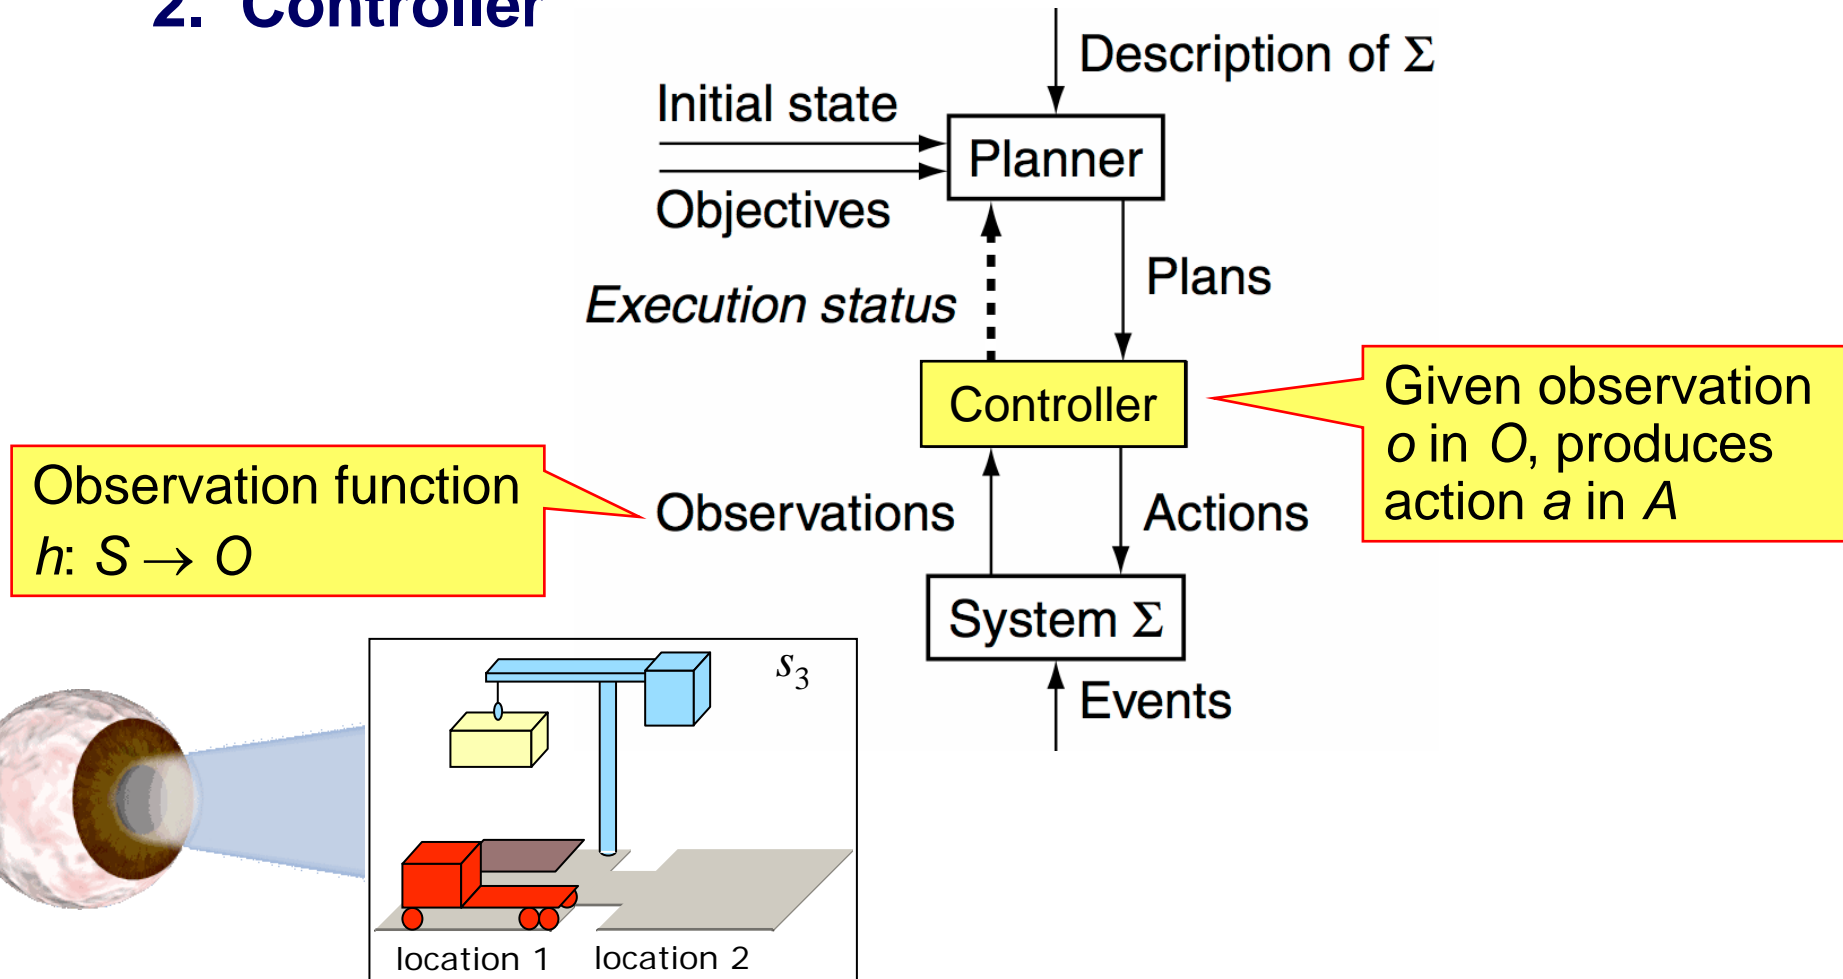 2. Controller
Description of Σ
Initial state
Planner
Objectives
Plans
Execution status
Controller
Given observation
o in O, produces
action a in A
Observation function
h: S → O
Observations
Actions
System Σ
Events
s₃
location 1
location 2